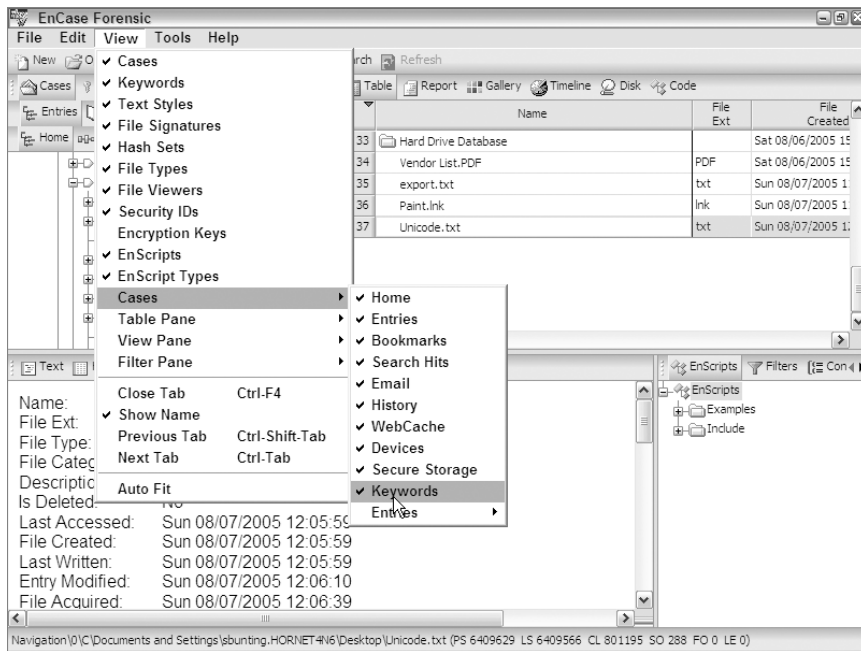 EnCase Forensic
File Edit View Tools Help
New Refresh
Cases Table Report Gallery Timeline Disk Code
Entries
Home
Cases
Keywords
Text Styles
File Signatures
Hash Sets
File Types
File Viewers
Security IDs
Encryption Keys
EnScripts
EnScript Types
Cases
Table Pane
View Pane
Filter Pane
Close Tab Ctrl-F4
Show Name
Previous Tab Ctrl-Shift-Tab
Next Tab Ctrl-Tab
Auto Fit
Home
Entries
Bookmarks
Search Hits
Email
History
WebCache
Devices
Secure Storage
Keywords
Entries
Name File Ext File Created
33 Hard Drive Database Sat 08/06/2005 15
34 Vendor List.PDF PDF Sat 08/06/2005 15
35 export.txt txt Sun 08/07/2005 1
36 Paint.lnk lnk Sun 08/07/2005 1
37 Unicode.txt txt Sun 08/07/2005 1
Text
EnScripts Filters
EnScripts
Examples
Include
Name:
File Ext:
File Type:
File
Is Deleted: No
Last Accessed: Sun 08/07/2005 12:05:59
File Created: Sun 08/07/2005 12:05:59
Last Written: Sun 08/07/2005 12:05:59
Entry Modified: Sun 08/07/2005 12:06:10
File Acquired: Sun 08/07/2005 12:06:39
Navigation\0\C\Documents and Settings\sbunting.HORNET4N6\Desktop\Unicode.txt (PS 6409629 LS 6409566 CL 801195 SO 288 FO 0 LE 0)